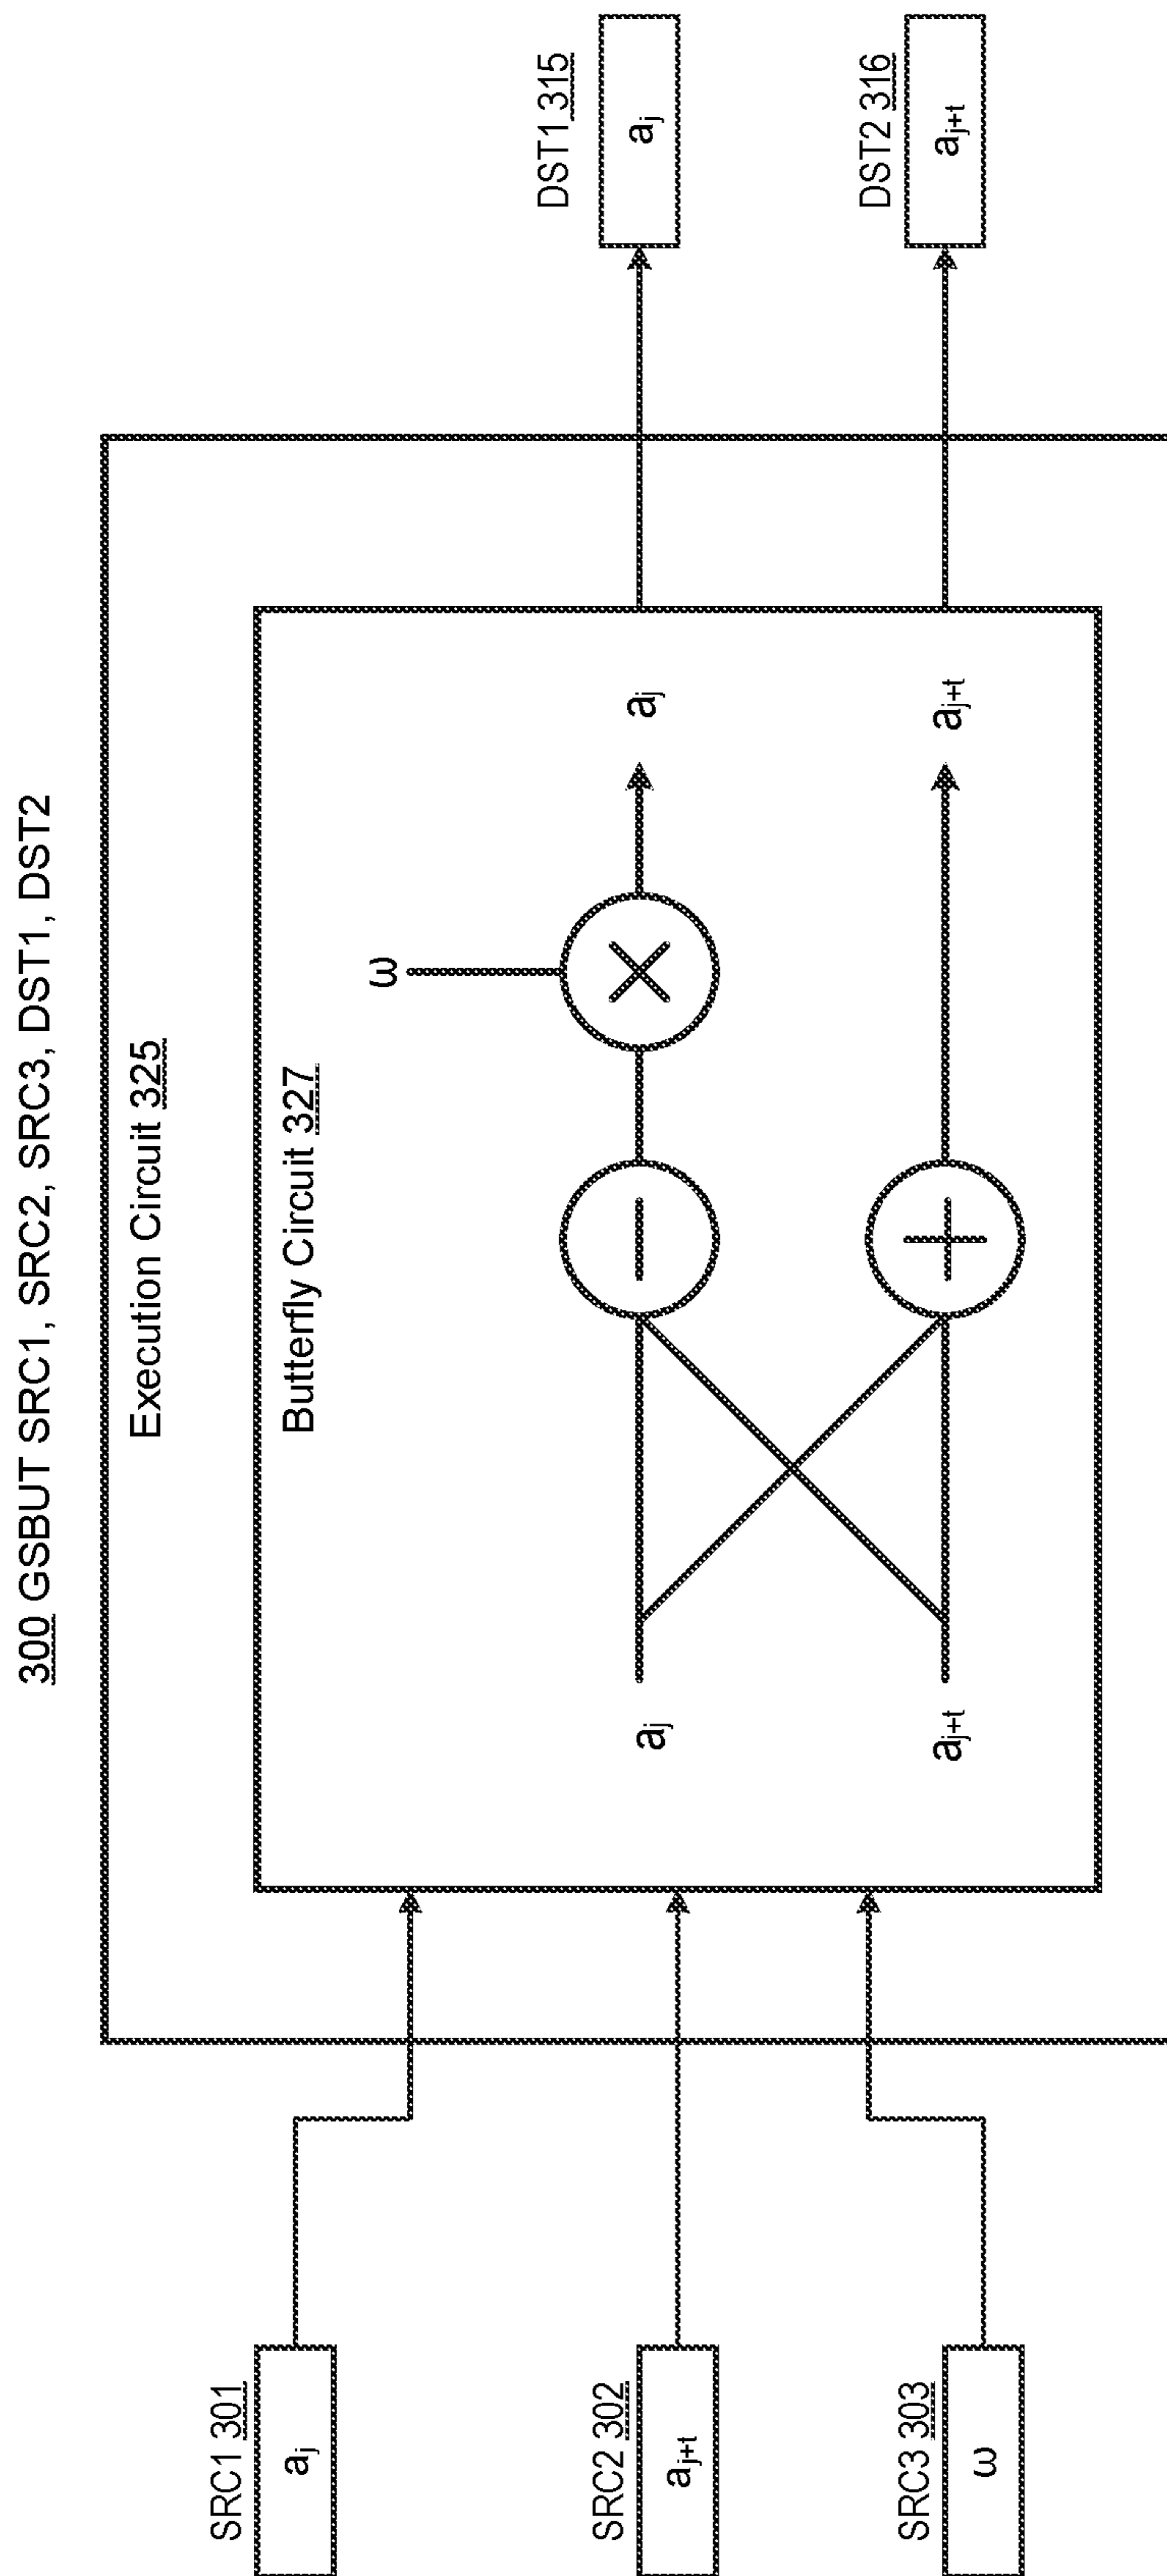 300 GSBUT SRC1, SRC2, SRC3, DST1, DST2
Execution Circuit 325
Butterfly Circuit 327
SRC1 301
aj
SRC2 302
aj+t
SRC3 303
ω
aj
aj+t
ω
aj
aj+t
DST1 315
aj
DST2 316
aj+t